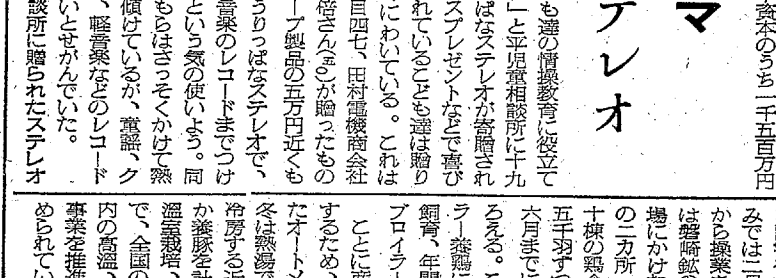 資本のうち一千五百万円
マ
テレオ
も達の情操教育に役立て
」と平児童相談所に十九
ぱなステレオが寄贈され
スプレゼントなどで喜び
れているこども達は贈り
にわいている。これは
目四七、田村電機商会社
倍さん
が贈ったもの
ープ製品の五万円近くも
うりっぱなステレオで、
音楽のレコードまでつけ
という気の使いよう。同
もらはさっそくかけて熱
傾けているが、童謡、ク
、軽音楽などのレコード
いとせがんでいた。
談所に贈られたステレオ
みでは二
から操業
は磐崎鉱
場にかけ
の二カ所
十棟の鶏
五千羽ずつ
六月までに
ろえる。こ
ラー養鶏に
飼育、年間
ブロイラー
ことに
するため、
たオートメ
冬は熱湯で
冷房する
か養豚を計
温室栽培、
で、全国の
内の高温、
事業を推進
められてい